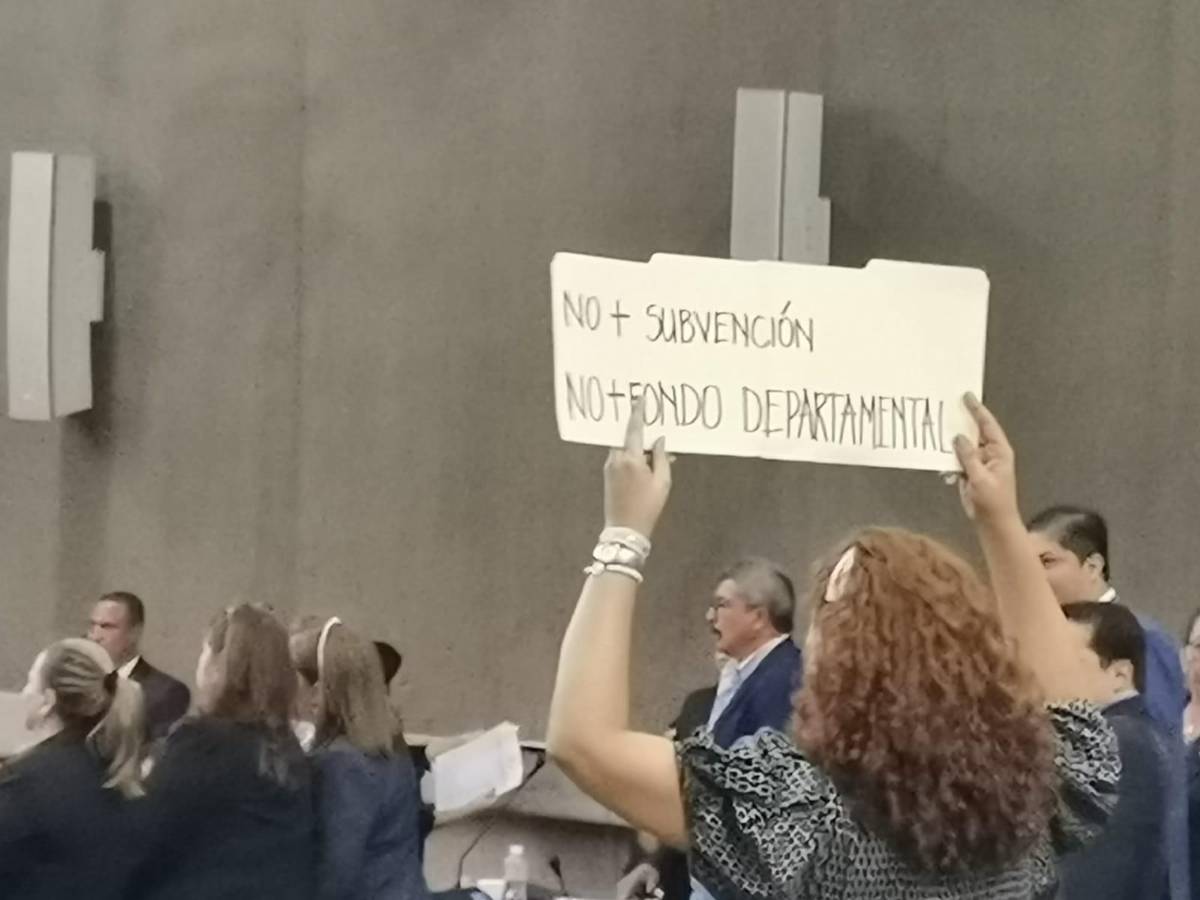 NO + SUBVENCIÓN
NO + FONDO DEPARTAMENTAL